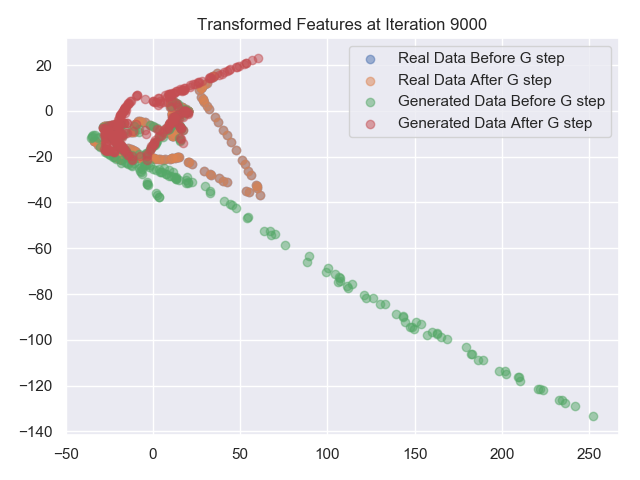 Transformed Features at Iteration 9000
Real Data Before G step
Real Data After G step
Generated Data Before G step
Generated Data After G step
20
0
−20
−40
−60
−80
−100
−120
−140
−50 0 50 100 150 200 250